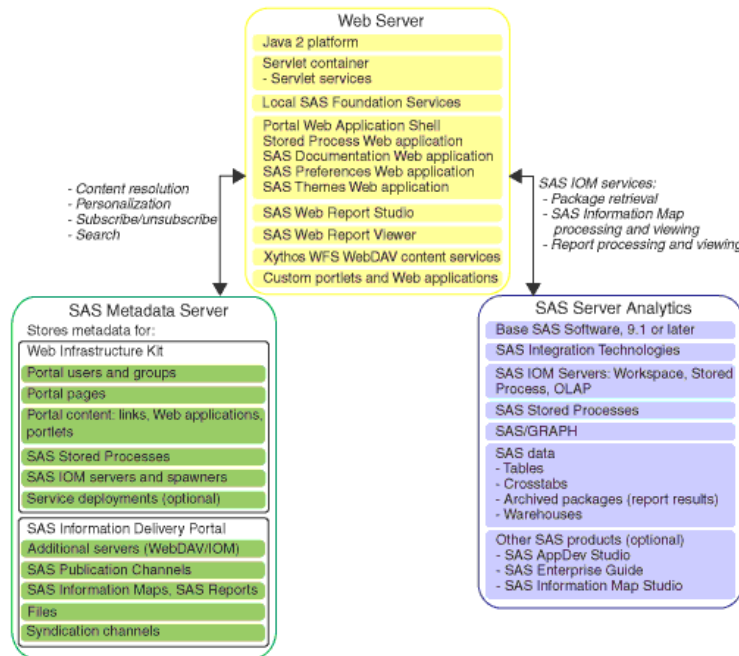 Web Server
Java 2 platform
Servlet container
- Servlet services
Local SAS Foundation Services
Portal Web Application Shell
Stored Process Web application
SAS Documentation Web application
SAS Preferences Web application
SAS Themes Web application
SAS Web Report Studio
SAS Web Report Viewer
Xythos WFS WebDAV content services
Custom portlets and Web applications
- Content resolution
- Personalization
- Subscribe/unsubscribe
- Search
SAS IOM services:
- Package retrieval
- SAS Information Map
processing and viewing
- Report processing and viewing
SAS Metadata Server
Stores metadata for:
Web Infrastructure Kit
Portal users and groups
Portal pages
Portal content: links, Web applications,
portlets
SAS Stored Processes
SAS IOM servers and spawners
Service deployments (optional)
SAS Information Delivery Portal
Additional servers (WebDAV/IOM)
SAS Publication Channels
SAS Information Maps, SAS Reports
Files
Syndication channels
SAS Server Analytics
Base SAS Software, 9.1 or later
SAS Integration Technologies
SAS IOM Servers: Workspace, Stored
Process, OLAP
SAS Stored Processes
SAS/GRAPH
SAS data
- Tables
- Crosstabs
- Archived packages (report results)
- Warehouses
Other SAS products (optional)
- SAS AppDev Studio
- SAS Enterprise Guide
- SAS Information Map Studio